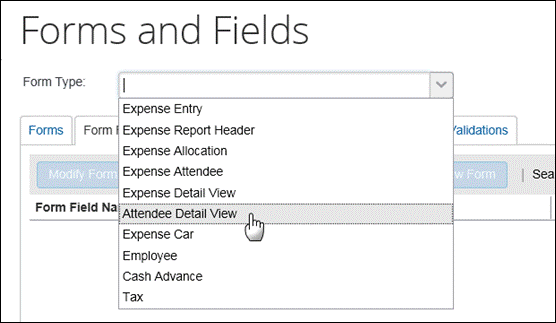 Forms and Fields
Form Type:
Expense Entry
Expense Report Header
Expense Allocation
Expense Attendee
Expense Detail View
Attendee Detail View
Expense Car
Employee
Cash Advance
Tax
Forms
Form
Validations
Modify Form
Form
Sea
Form Field Na